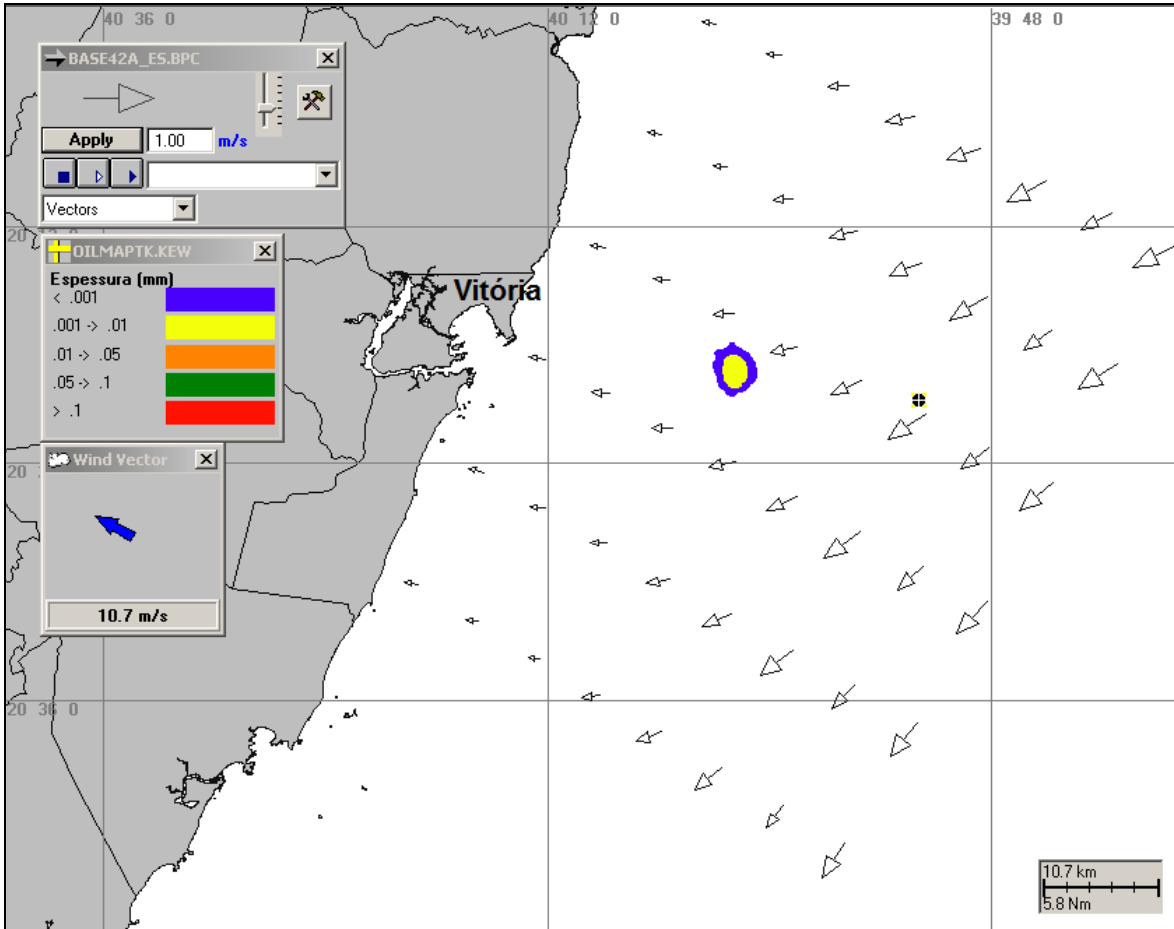 40 36 0
40 12 0
39 48 0
BASE42A_ES.BPC
Apply
1.00
m/s
Vectors
20
OILMAPTK.KEW
Espessura (mm)
< .001
.001 -> .01
.01 -> .05
.05 -> .1
> .1
Vitória
20
Wind Vector
10.7 m/s
20 36 0
10.7 km
5.8 Nm